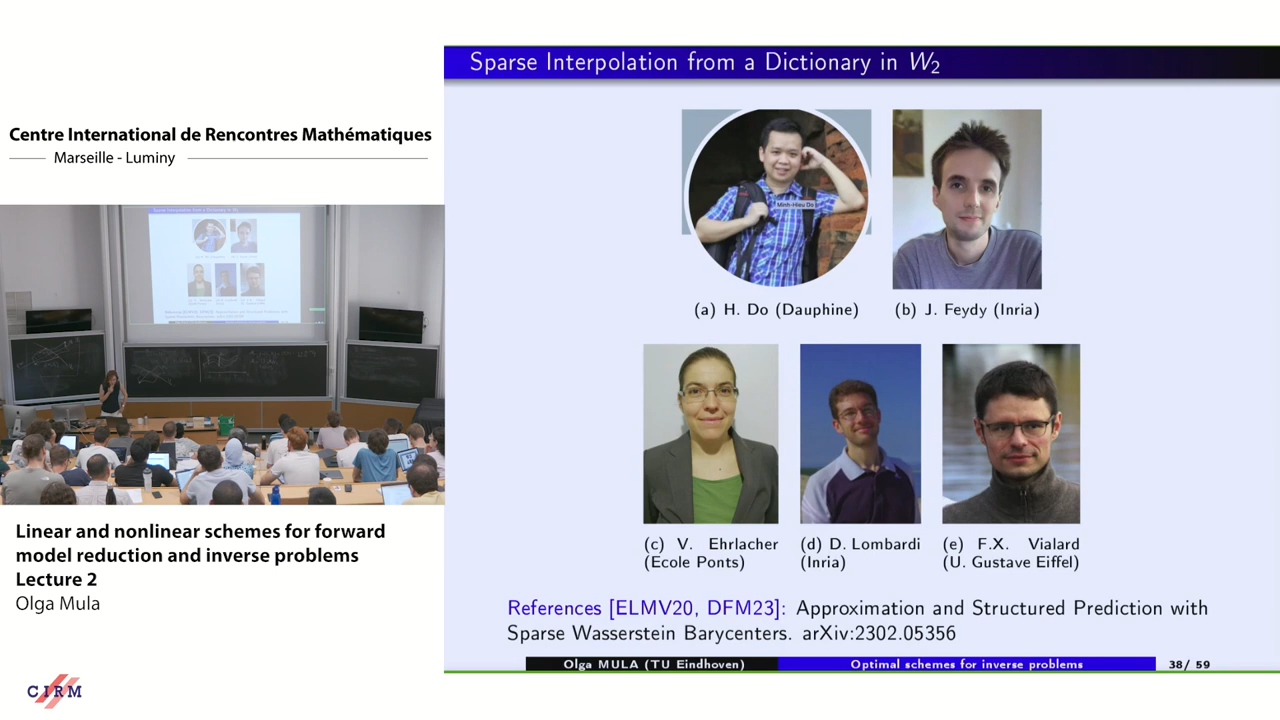 Centre International de Rencontres Mathématiques
Marseille - Luminy
Linear and nonlinear schemes for forward
model reduction and inverse problems
Lecture 2
Olga Mula
CIRM
Sparse Interpolation from a Dictionary in W2
Minh-Hieu Do
(a) H. Do (Dauphine)
(b) J. Feydy (Inria)
(c) V. Ehrlacher
(Ecole Ponts)
(d) D. Lombardi
(Inria)
(e) F.X. Vialard
(U. Gustave Eiffel)
References [ELMV20, DFM23]: Approximation and Structured Prediction with
Sparse Wasserstein Barycenters. arXiv:2302.05356
Olga MULA (TU Eindhoven)
Optimal schemes for inverse problems
38/ 59